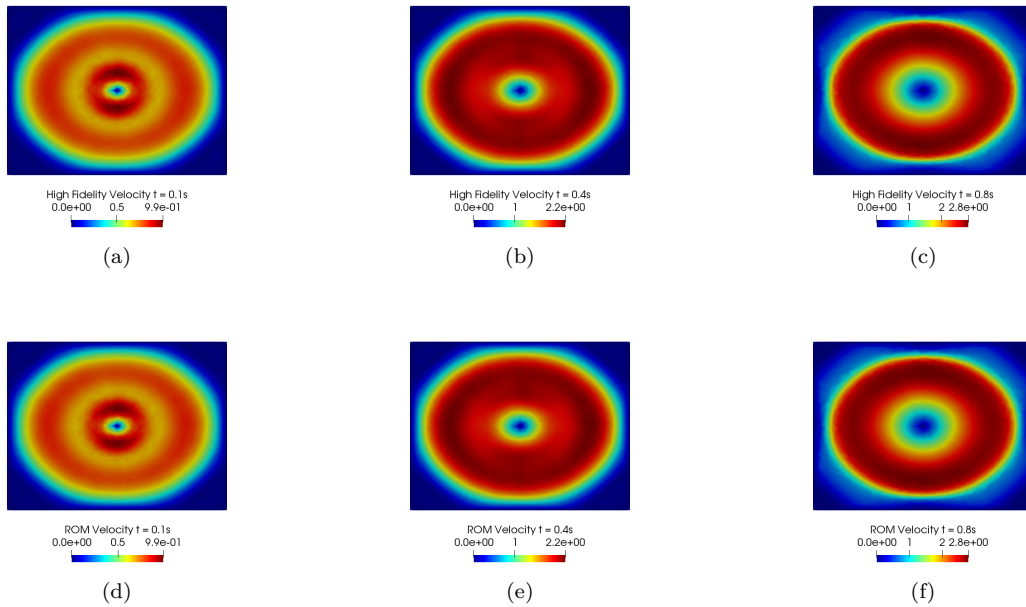 High Fidelity Velocity t = 0.1s
0.0e+00 0.5 9.9e-01
(a)
High Fidelity Velocity t = 0.4s
0.0e+00 1 2.2e+00
(b)
High Fidelity Velocity t = 0.8s
0.0e+00 1 2 2.8e+00
(c)
ROM Velocity t = 0.1s
0.0e+00 0.5 9.9e-01
(d)
ROM Velocity t = 0.4s
0.0e+00 1 2.2e+00
(e)
ROM Velocity t = 0.8s
0.0e+00 1 2 2.8e+00
(f)